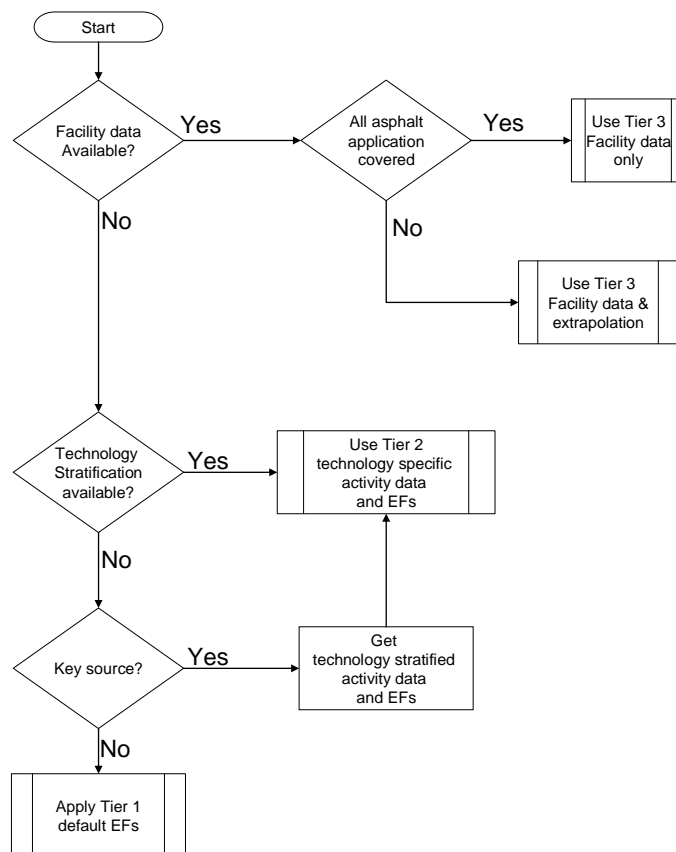 Start
Facility data
Available?
Yes
All asphalt
application
covered
Yes
Use Tier 3
Facility data
only
No
No
Use Tier 3
Facility data &
extrapolation
Technology
Stratification
available?
Yes
Use Tier 2
technology specific
activity data
and EFs
No
Key source?
Yes
Get
technology stratified
activity data
and EFs
No
Apply Tier 1
default EFs